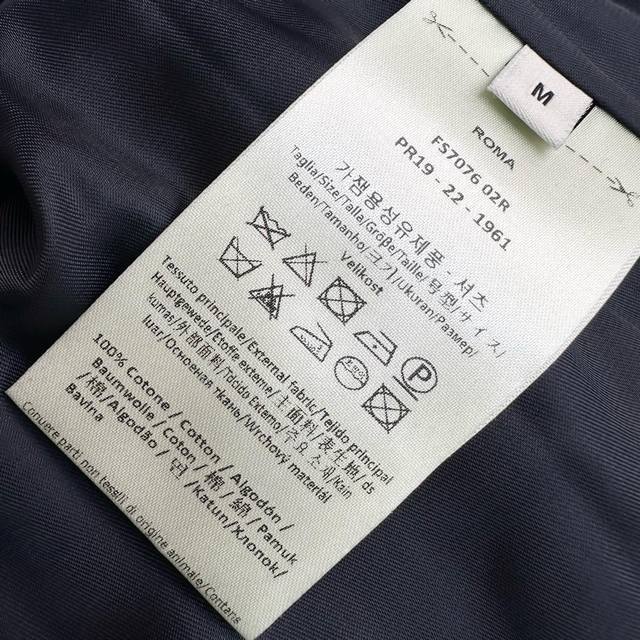 M
ROMA
FS7076 02R
PR19 - 22 - 1961
가잼용성유제품 - 셔츠
Taglia/Size/Talla/Größe/Taille/号型/サイズ/
Beden/Tamanho/크기/Ukuran/Размер/
Velikost
P
Tessuto principale/External fabric/Tejido principal
Hauptgewebe/Étoffe externe/主面料/表生地/dış
kumaş/外部面料/Tecido Externo/주요소재/Kain
luar/Основная ткань/Wrchový materiál
100% Cotone / Cotton / Algodón /
Baumwolle / Coton / 棉 / 綿 / Pamuk
/ 棉/Algodão / 면 /Katun/Хлопок/
Bavlna
Contiene parti non tessili di origine animale/Contains